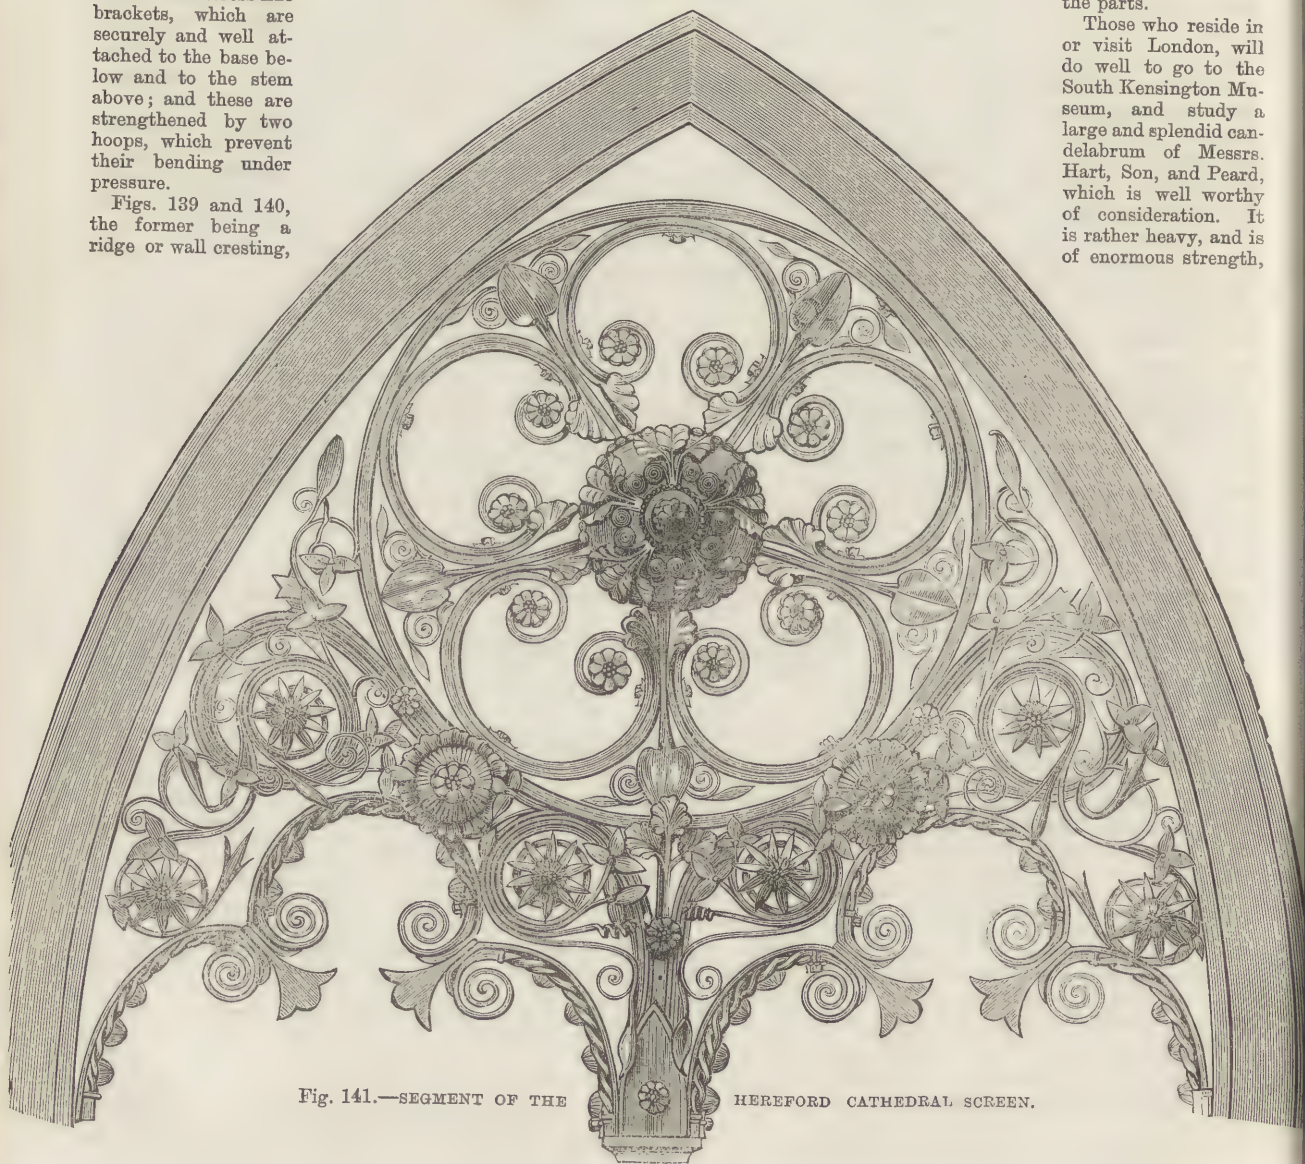 brackets, which are
securely and well at-
tached to the base be-
low and to the stem
above; and these are
strengthened by two
hoops, which prevent
their bending under
pressure.
Figs. 139 and 140,
the former being a
ridge or wall cresting,
the parts.
Those who reside in
or visit London, will
do well to go to the
South Kensington Mu-
seum, and study a
large and splendid can-
delabrum of Messrs.
Hart, Son, and Peard,
which is well worthy
of consideration. It
is rather heavy, and is
of enormous strength,
Fig. 141.—SEGMENT OF THE HEREFORD CATHEDRAL SCREEN.